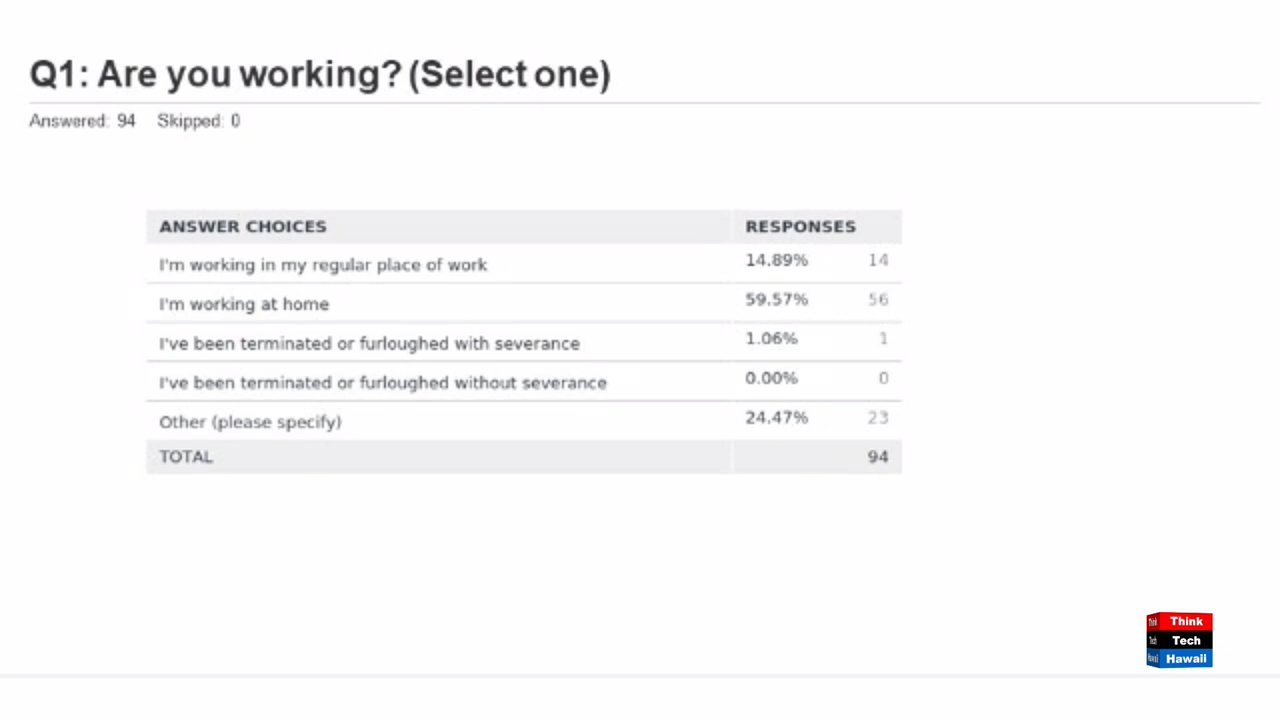 Q1: Are you working? (Select one)
Answered: 94 Skipped: 0
ANSWER CHOICES RESPONSES
I'm working in my regular place of work 14.89% 14
I'm working at home 59.57% 56
I've been terminated or furloughed with severance 1.06% 1
I've been terminated or furloughed without severance 0.00% 0
Other (please specify) 24.47% 23
TOTAL 94
Think Think
Tech Tech
Hawaii Hawaii